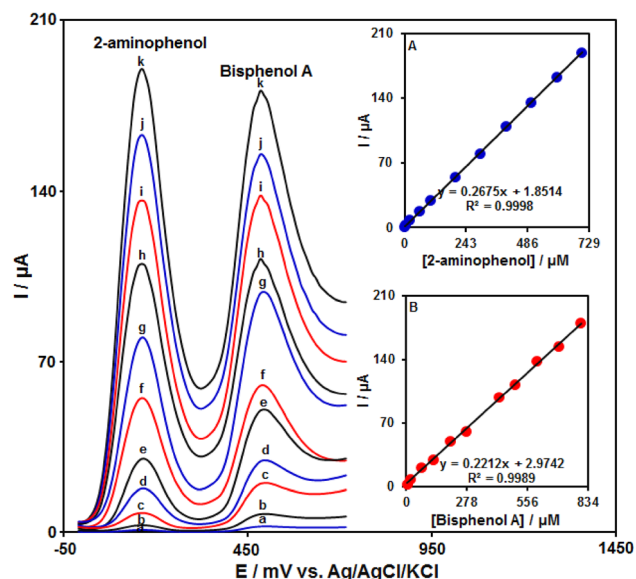 210
140
70
0
I / µA
-50
450
950
1450
E / mV vs. Ag/AgCl/KCl
2-aminophenol
k
j
i
h
g
f
e
d
c
b
a
Bisphenol A
k
j
i
h
g
f
e
d
c
b
a
A
210
140
70
0
I / µA
y = 0.2675x + 1.8514
R² = 0.9998
0
243
486
729
[2-aminophenol] / µM
B
210
140
70
0
I / µA
y = 0.2212x + 2.9742
R² = 0.9989
0
278
556
834
[Bisphenol A] / µM